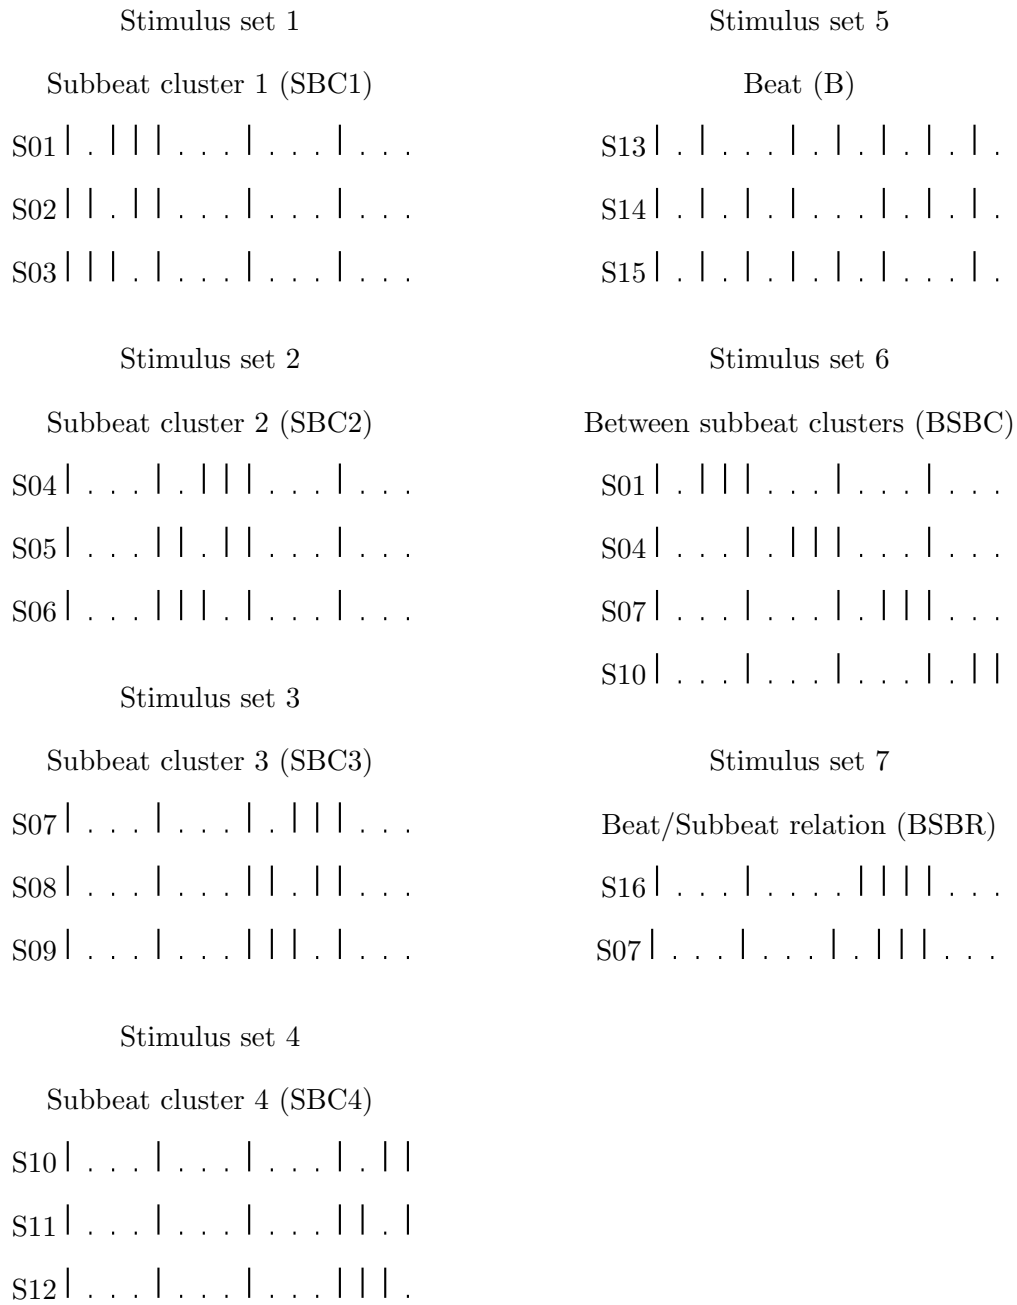 Stimulus set 1
Subbeat cluster 1 (SBC1)
S01 | . | | | . . . | . . . | . . .
S02 | | . | | . . . | . . . | . . .
S03 | | | . | . . . | . . . | . . .
Stimulus set 2
Subbeat cluster 2 (SBC2)
S04 | . . . | . | | | . . . | . . .
S05 | . . . | | . | | . . . | . . .
S06 | . . . | | | . | . . . | . . .
Stimulus set 3
Subbeat cluster 3 (SBC3)
S07 | . . . | . . . | . | | | . . .
S08 | . . . | . . . | | . | | . . .
S09 | . . . | . . . | | | . | . . .
Stimulus set 4
Subbeat cluster 4 (SBC4)
S10 | . . . | . . . | . . . | . | |
S11 | . . . | . . . | . . . | | . |
S12 | . . . | . . . | . . . | | | .
Stimulus set 5
Beat (B)
S13 | . | . . . | . | . | . | . | .
S14 | . | . | . | . . . | . | . | .
S15 | . | . | . | . | . | . . . | .
Stimulus set 6
Between subbeat clusters (BSBC)
S01 | . | | | . . . | . . . | . . .
S04 | . . . | . | | | . . . | . . .
S07 | . . . | . . . | . | | | . . .
S10 | . . . | . . . | . . . | . | |
Stimulus set 7
Beat/Subbeat relation (BSBR)
S16 | . . . | . . . . | | | | . . .
S07 | . . . | . . . | . | | | . . .